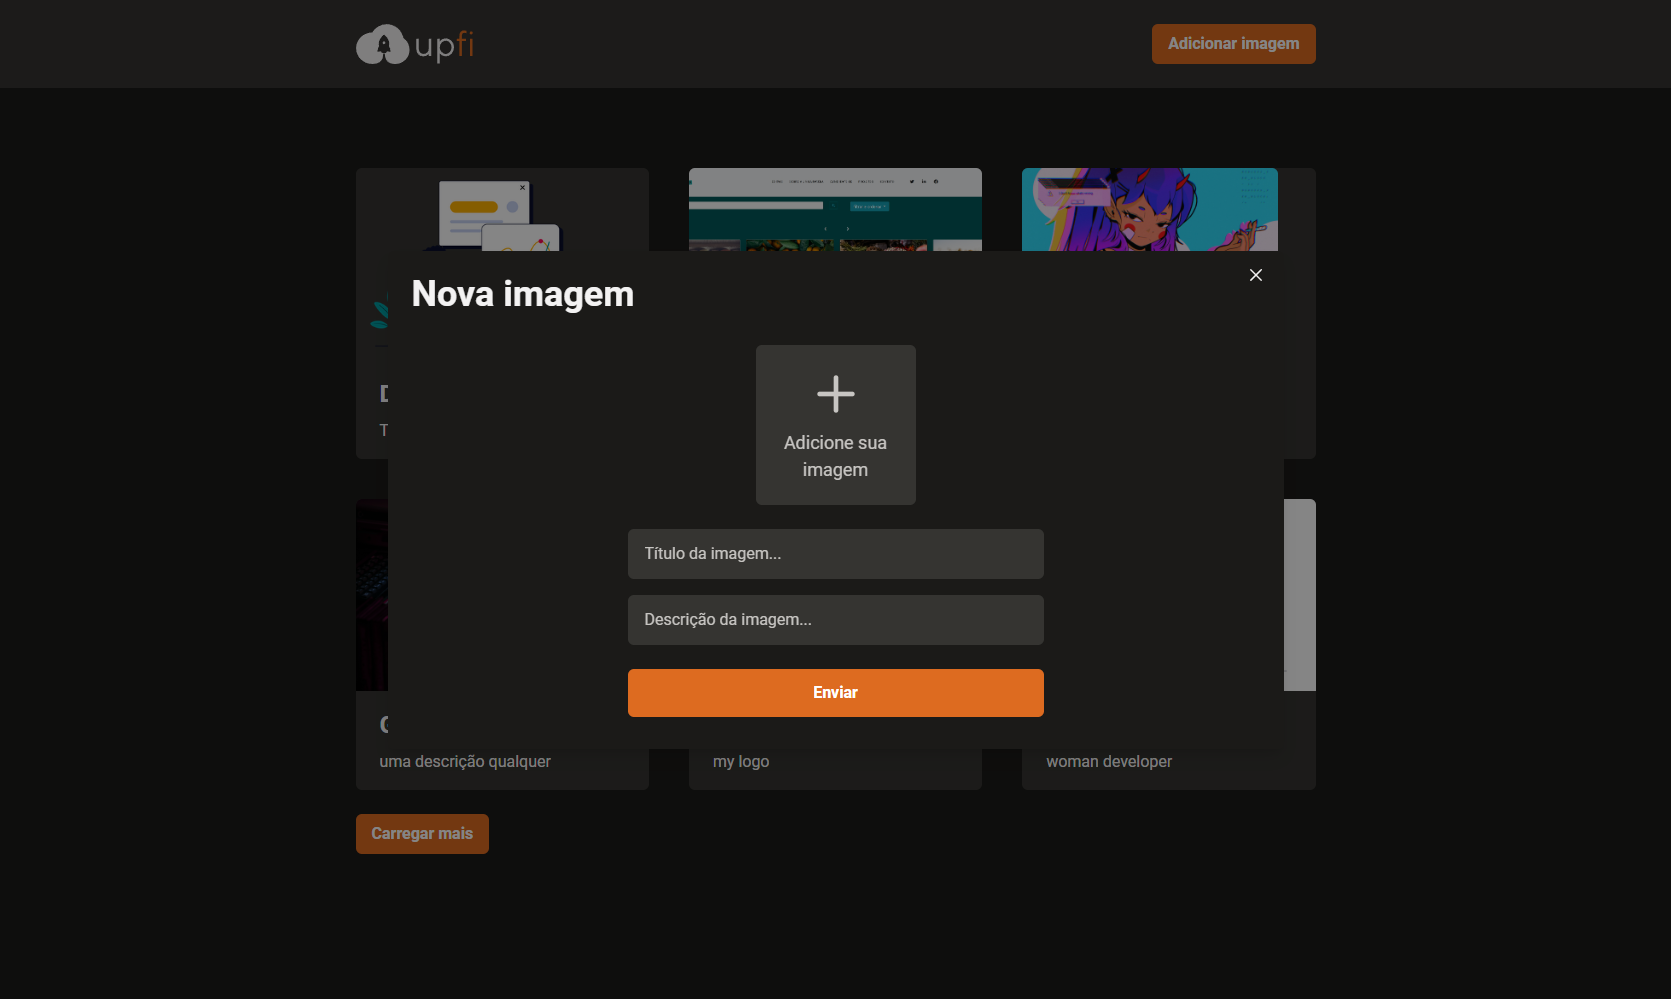 upfi
Adicionar imagem
Nova imagem
Adicione sua
imagem
Título da imagem...
Descrição da imagem...
Enviar
uma descrição qualquer
my logo
woman developer
Carregar mais